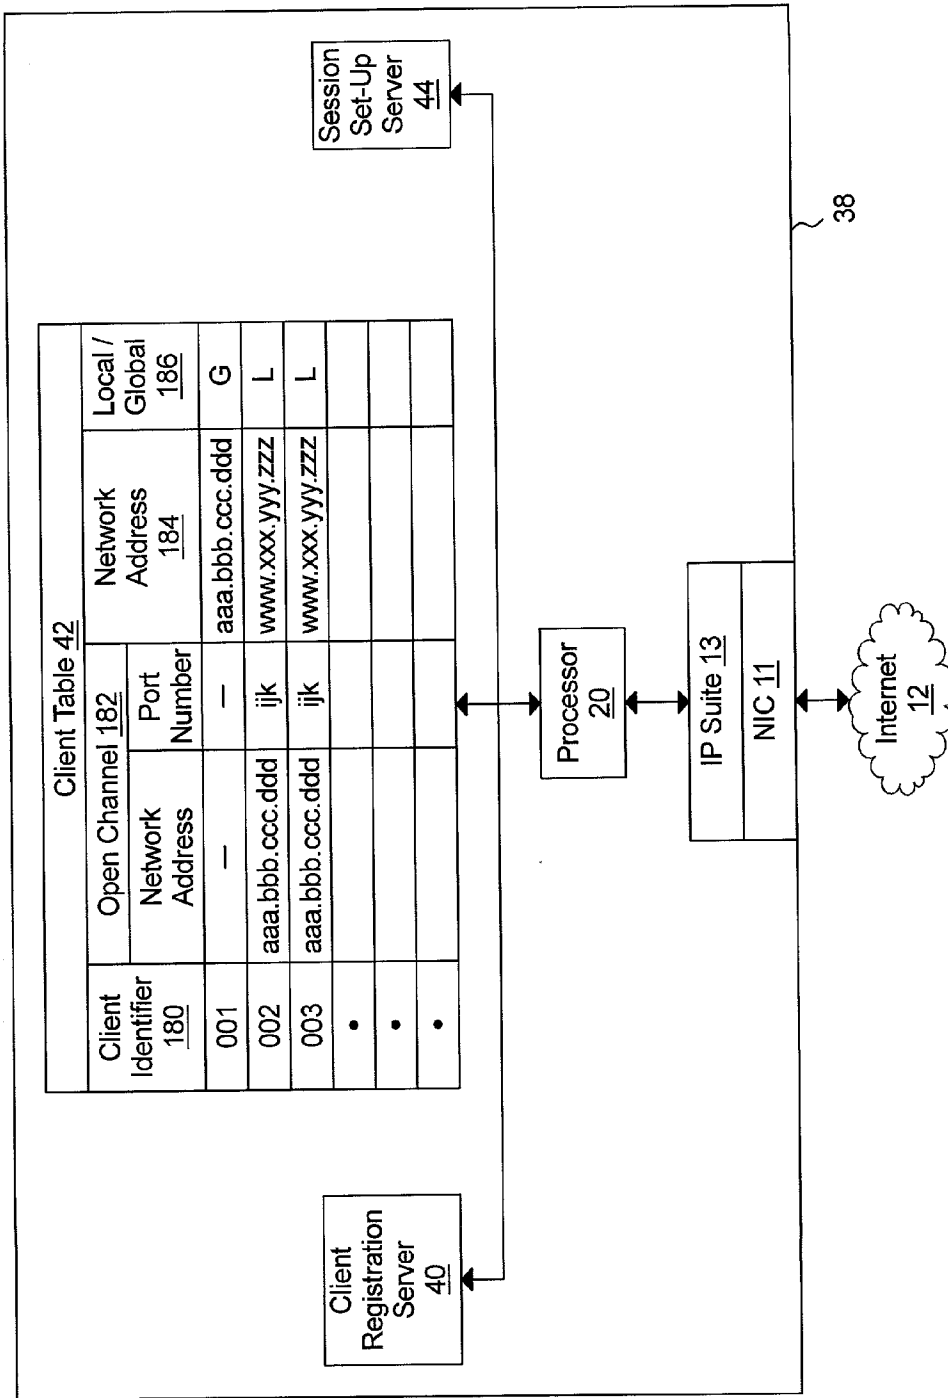 Client Table 42
Client
Identifier
180
Open Channel 182
Network
Address
Port
Number
Network
Address
184
Local /
Global
186
001 — — aaa.bbb.ccc.ddd G
002 aaa.bbb.ccc.ddd ijk www.xxx.yyy.zzz L
003 aaa.bbb.ccc.ddd ijk www.xxx.yyy.zzz L
• 
• 
• 
Client
Registration
Server
40
Session
Set-Up
Server
44
Processor
20
IP Suite 13
NIC 11
38
Internet
12